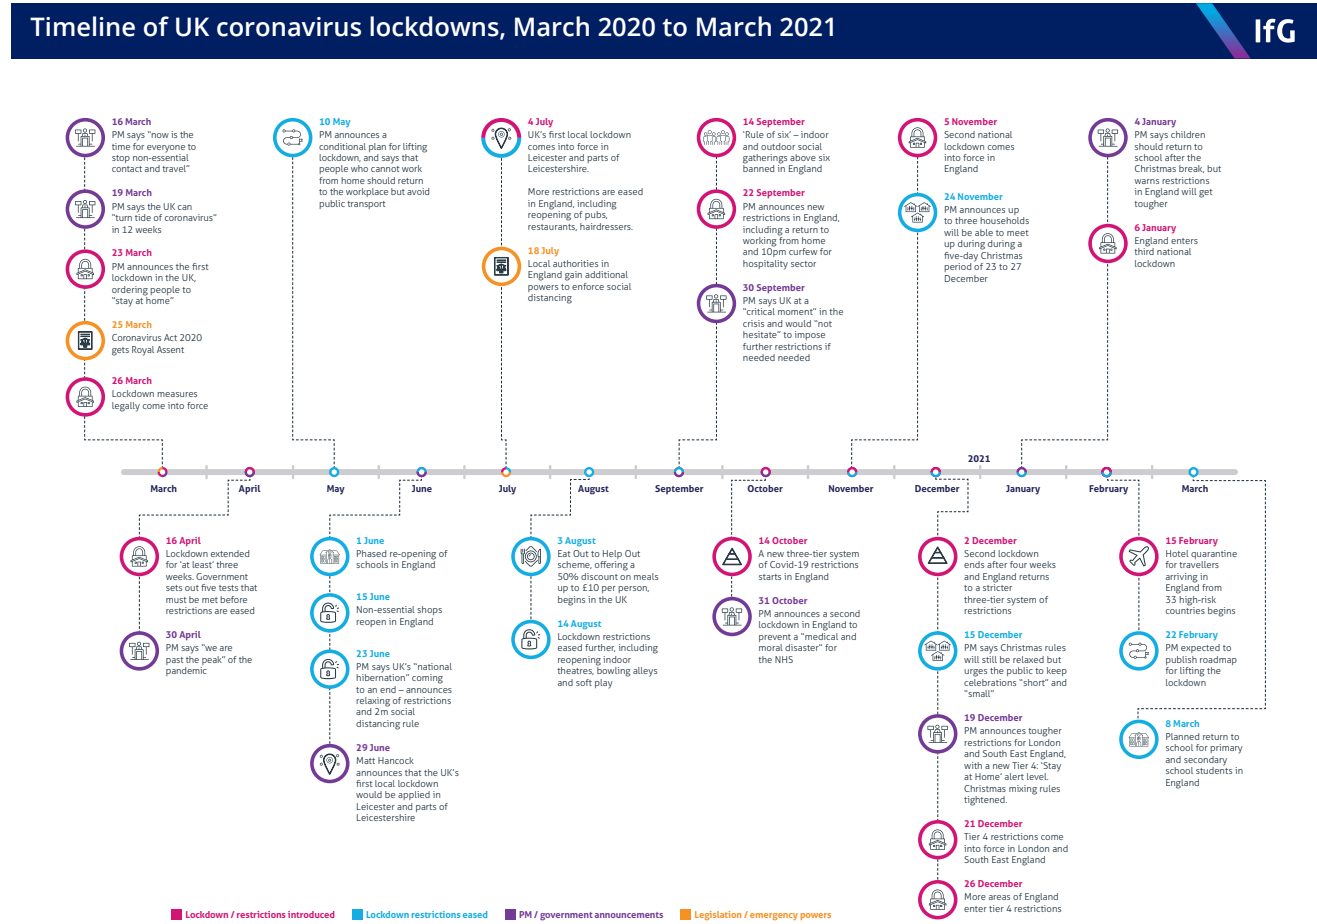 Timeline of UK coronavirus lockdowns, March 2020 to March 2021
IfG
16 March
PM says “now is the
time for everyone to
stop non-essential
contact and travel”
19 March
PM says the UK can
“turn tide of coronavirus”
in 12 weeks
23 March
PM announces the first
lockdown in the UK,
ordering people to
“stay at home”
25 March
Coronavirus Act 2020
gets Royal Assent
26 March
Lockdown measures
legally come into force
10 May
PM announces a
conditional plan for lifting
lockdown, and says that
people who cannot work
from home should return
to the workplace but avoid
public transport
4 July
UK’s first local lockdown
comes into force in
Leicester and parts of
Leicestershire.
More restrictions are eased
in England, including
reopening of pubs,
restaurants, hairdressers.
18 July
Local authorities in
England gain additional
powers to enforce social
distancing
14 September
‘Rule of six’ – indoor
and outdoor social
gatherings above six
banned in England
22 September
PM announces new
restrictions in England,
including a return to
working from home
and 10pm curfew for
hospitality sector
30 September
PM says UK at a
“critical moment” in the
crisis and would “not
hesitate” to impose
further restrictions if
needed needed
5 November
Second national
lockdown comes
into force in
England
24 November
PM announces up
to three households
will be able to meet
up during during a
five-day Christmas
period of 23 to 27
December
4 January
PM says children
should return to
school after the
Christmas break, but
warns restrictions
in England will get
tougher
6 January
England enters
third national
lockdown
2021
March
April
May
June
July
August
September
October
November
December
January
February
March
16 April
Lockdown extended
for ‘at least’ three
weeks. Government
sets out five tests that
must be met before
restrictions are eased
30 April
PM says “we are
past the peak” of the
pandemic
1 June
Phased re-opening of
schools in England
15 June
Non-essential shops
reopen in England
23 June
PM says UK’s “national
hibernation” coming
to an end – announces
relaxing of restrictions
and 2m social
distancing rule
29 June
Matt Hancock
announces that the UK’s
first local lockdown
would be applied in
Leicester and parts of
Leicestershire
3 August
Eat Out to Help Out
scheme, offering a
50% discount on meals
up to £10 per person,
begins in the UK
14 August
Lockdown restrictions
eased further, including
reopening indoor
theatres, bowling alleys
and soft play
14 October
A new three-tier system
of Covid-19 restrictions
starts in England
31 October
PM announces a second
lockdown in England to
prevent a “medical and
moral disaster” for
the NHS
2 December
Second lockdown
ends after four weeks
and England returns
to a stricter
three-tier system of
restrictions
15 December
PM says Christmas rules
will still be relaxed but
urges the public to keep
celebrations “short” and
“small”
19 December
PM announces tougher
restrictions for London
and South East England,
with a new Tier 4: ‘Stay
at Home’ alert level.
Christmas mixing rules
tightened.
21 December
Tier 4 restrictions come
into force in London and
South East England
26 December
More areas of England
enter tier 4 restrictions
15 February
Hotel quarantine
for travellers
arriving in
England from
33 high-risk
countries begins
22 February
PM expected to
publish roadmap
for lifting the
lockdown
8 March
Planned return to
school for primary
and secondary
school students in
England
Lockdown / restrictions introduced
Lockdown restrictions eased
PM / government announcements
Legislation / emergency powers